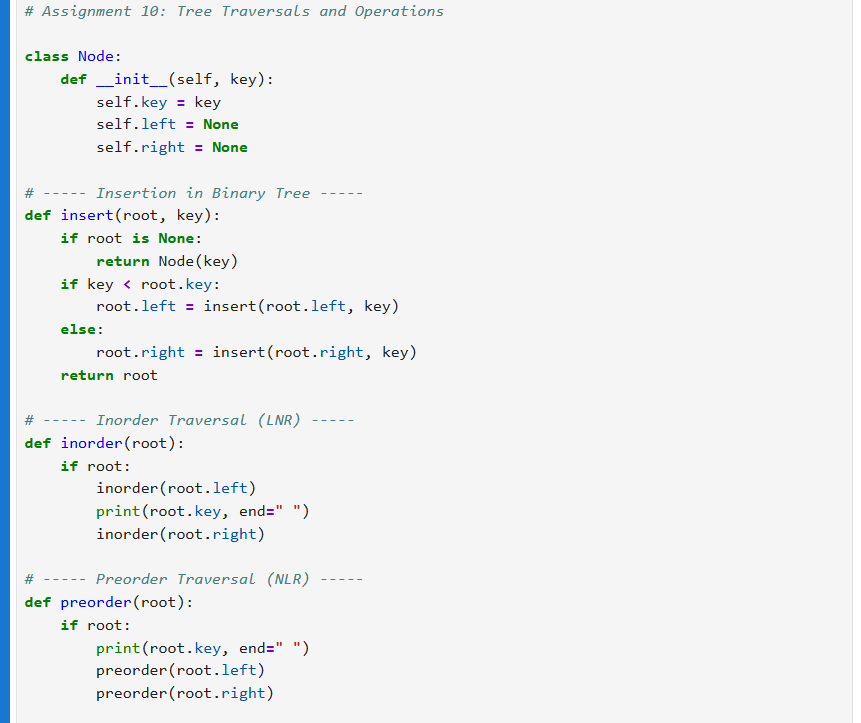 # Assignment 10: Tree Traversals and Operations
class Node:
    def __init__(self, key):
        self.key = key
        self.left = None
        self.right = None
# ----- Insertion in Binary Tree -----
def insert(root, key):
    if root is None:
        return Node(key)
    if key < root.key:
        root.left = insert(root.left, key)
    else:
        root.right = insert(root.right, key)
    return root
# ----- Inorder Traversal (LNR) -----
def inorder(root):
    if root:
        inorder(root.left)
        print(root.key, end=" ")
        inorder(root.right)
# ----- Preorder Traversal (NLR) -----
def preorder(root):
    if root:
        print(root.key, end=" ")
        preorder(root.left)
        preorder(root.right)